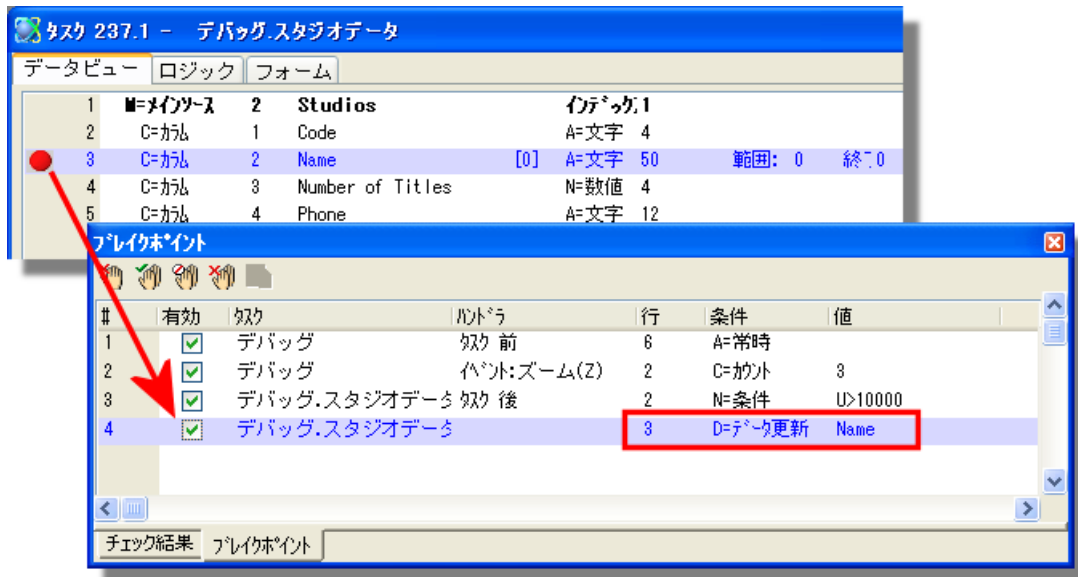 タスク 237.1 - デバッグ.スタジオデータ
データビュー ロジック フォーム
1 M=メインソース 2 Studios インデックス: 1
2 C=カラム 1 Code A=文字 4
3 C=カラム 2 Name [0] A=文字 50 範囲: 0 終了: 0
4 C=カラム 3 Number of Titles N=数値 4
5 C=カラム 4 Phone A=文字 12
ブレイクポイント
# 有効 タスク ハンドラ 行 条件 値
1 デバッグ タスク 前 6 A=常時
2 デバッグ イベント:ズーム(Z) 2 C=カウント 3
3 デバッグ.スタジオデータ タスク 後 2 N=条件 U>10000
4 デバッグ.スタジオデータ 3 D=データ更新 Name
チェック結果 ブレイクポイント